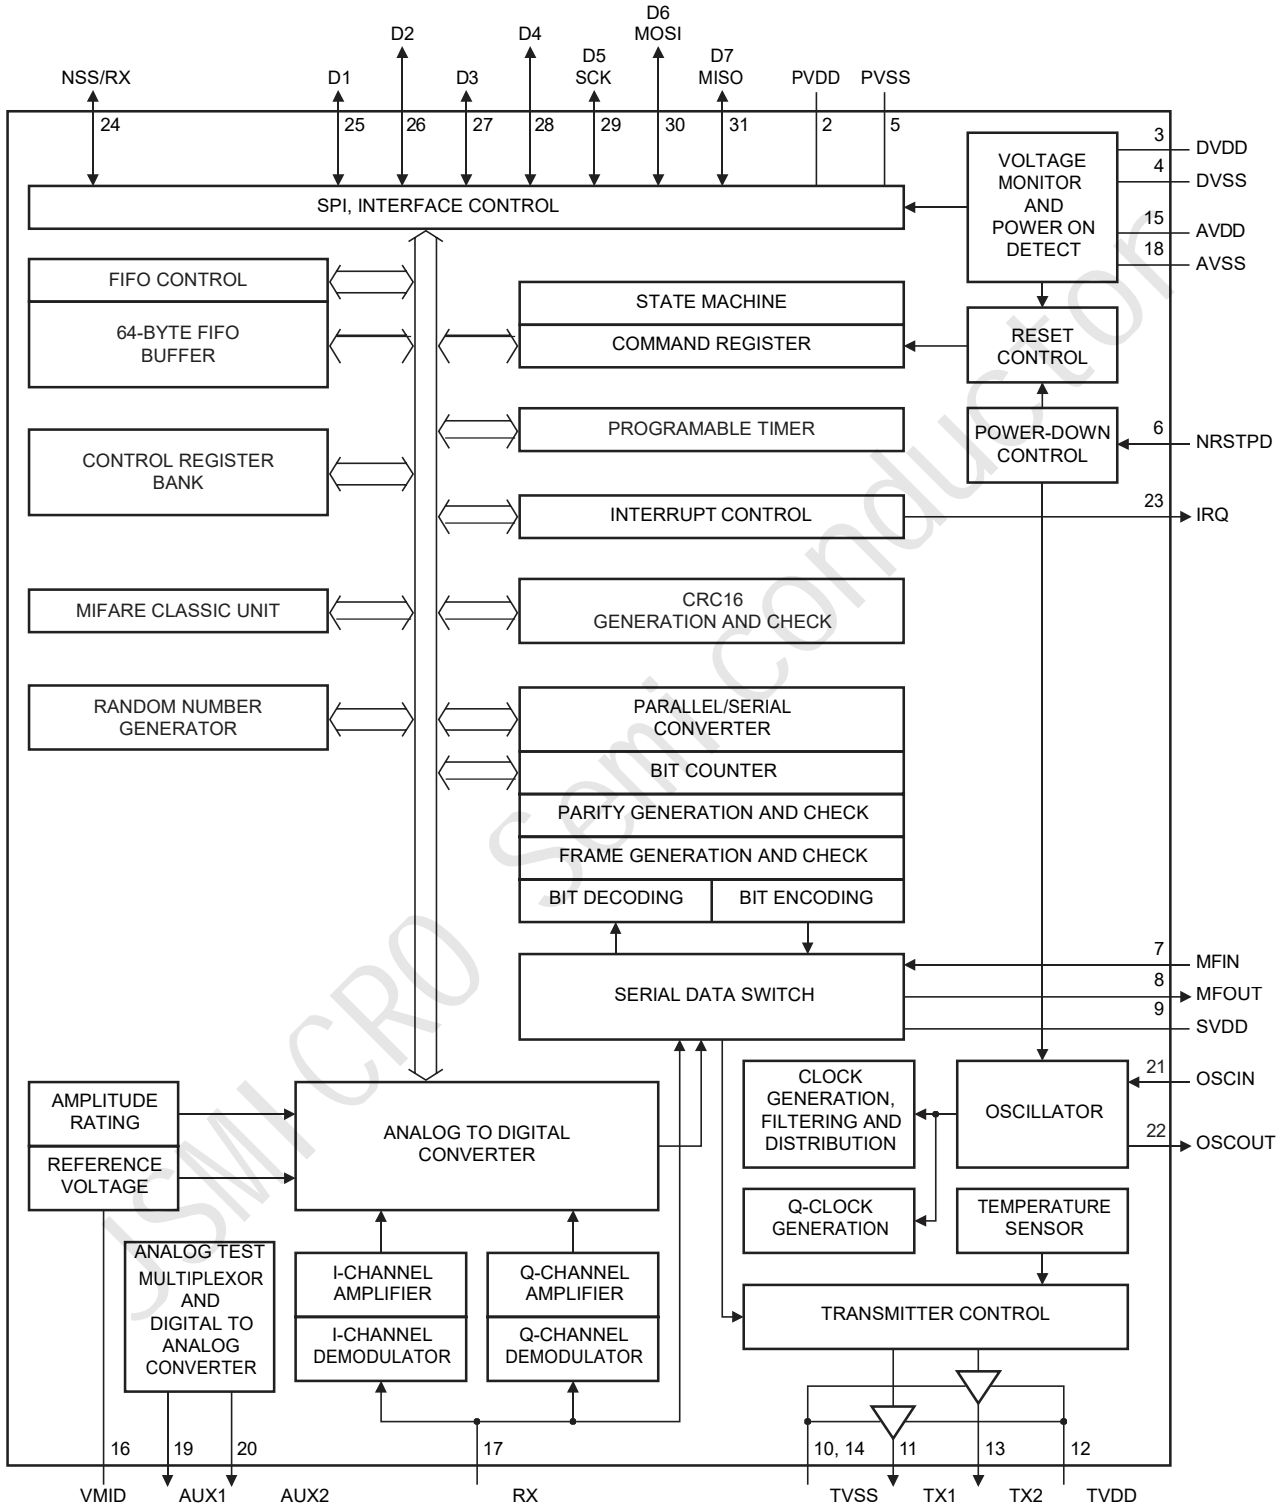 D6
D2 D4 MOSI
D5 D7
NSS/RX D1 D3 SCK MISO PVDD PVSS
24 25 26 27 28 29 30 31 2 5
SPI, INTERFACE CONTROL
VOLTAGE
MONITOR
AND
POWER ON
DETECT
3 DVDD
4 DVSS
15 AVDD
18 AVSS
FIFO CONTROL
64-BYTE FIFO
BUFFER
STATE MACHINE
COMMAND REGISTER
RESET
CONTROL
PROGRAMABLE TIMER
POWER-DOWN
CONTROL
6 NRSTPD
CONTROL REGISTER
BANK
INTERRUPT CONTROL
23 IRQ
MIFARE CLASSIC UNIT
CRC16
GENERATION AND CHECK
RANDOM NUMBER
GENERATOR
PARALLEL/SERIAL
CONVERTER
BIT COUNTER
PARITY GENERATION AND CHECK
FRAME GENERATION AND CHECK
BIT DECODING BIT ENCODING
SERIAL DATA SWITCH
7 MFIN
8 MFOUT
9 SVDD
AMPLITUDE
RATING
REFERENCE
VOLTAGE
ANALOG TO DIGITAL
CONVERTER
CLOCK
GENERATION,
FILTERING AND
DISTRIBUTION
OSCILLATOR
21 OSCIN
22 OSCOUT
Q-CLOCK
GENERATION
TEMPERATURE
SENSOR
ANALOG TEST
MULTIPLEXOR
AND
DIGITAL TO
ANALOG
CONVERTER
I-CHANNEL
AMPLIFIER
I-CHANNEL
DEMODULATOR
Q-CHANNEL
AMPLIFIER
Q-CHANNEL
DEMODULATOR
TRANSMITTER CONTROL
16 19 20 17 10, 14 11 13 12
VMID AUX1 AUX2 RX TVSS TX1 TX2 TVDD
JSMICRO Semiconductor